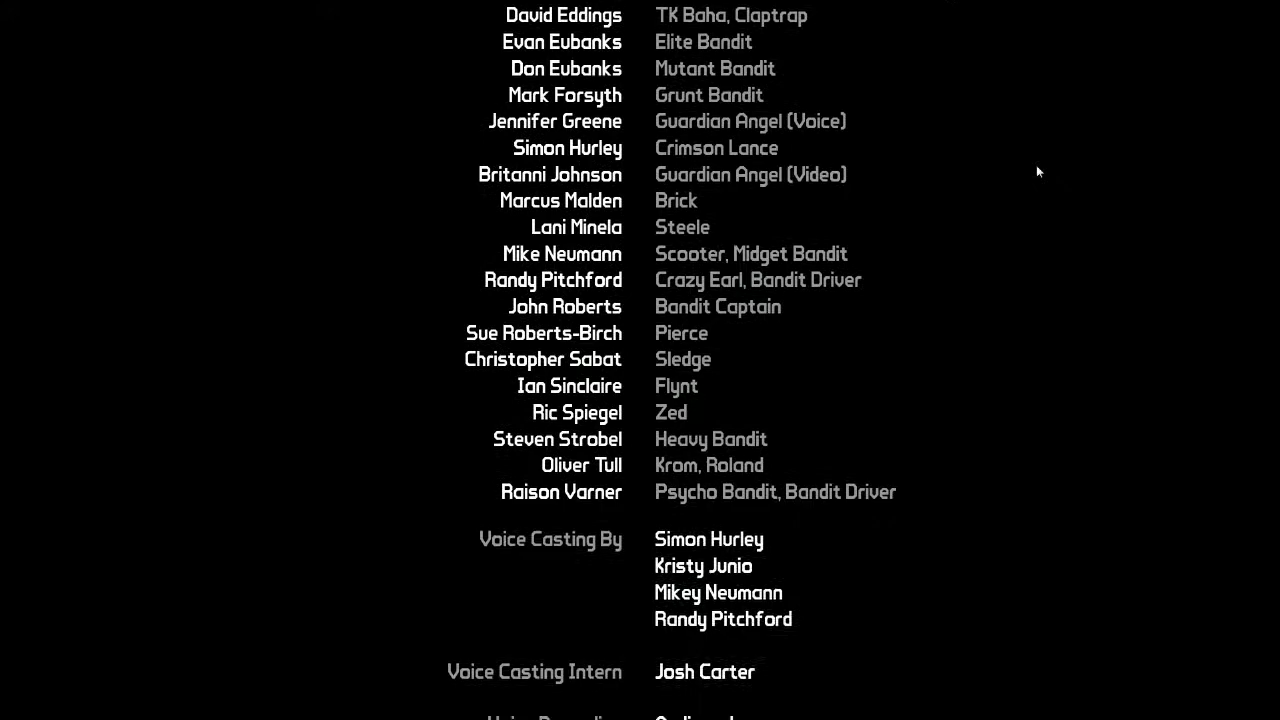 David Eddings TK Baha, Claptrap
Evan Eubanks Elite Bandit
Don Eubanks Mutant Bandit
Mark Forsyth Grunt Bandit
Jennifer Greene Guardian Angel (Voice)
Simon Hurley Crimson Lance
Britanni Johnson Guardian Angel (Video)
Marcus Malden Brick
Lani Minela Steele
Mike Neumann Scooter, Midget Bandit
Randy Pitchford Crazy Earl, Bandit Driver
John Roberts Bandit Captain
Sue Roberts-Birch Pierce
Christopher Sabat Sledge
Ian Sinclaire Flynt
Ric Spiegel Zed
Steven Strobel Heavy Bandit
Oliver Tull Krom, Roland
Raison Varner Psycho Bandit, Bandit Driver
Voice Casting By Simon Hurley
Kristy Junio
Mikey Neumann
Randy Pitchford
Voice Casting Intern Josh Carter